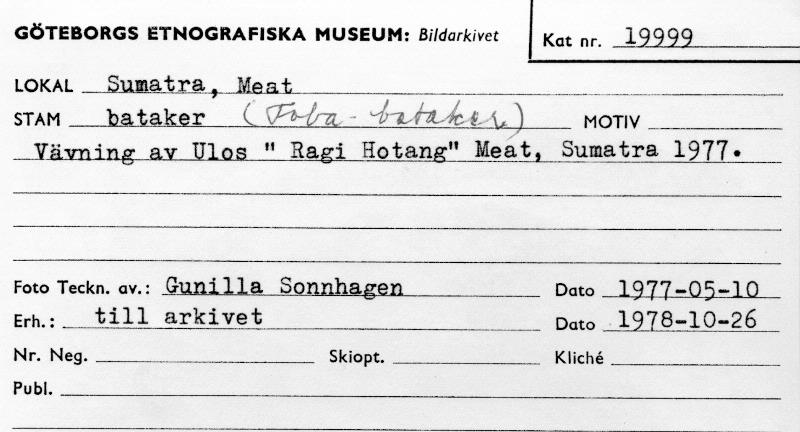 GÖTEBORGS ETNOGRAFISKA MUSEUM: Bildarkivet Kat nr. 19999
LOKAL Sumatra, Meat
STAM bataker (Toba-bataker.) MOTIV
Vävning av Ulos " Ragi Hotang" Meat, Sumatra 1977.
Foto Teckn. av.: Gunilla Sonnhagen Dato 1977-05-10
Erh.: till arkivet Dato 1978-10-26
Nr. Neg. Skiopt. Kliché
Publ.